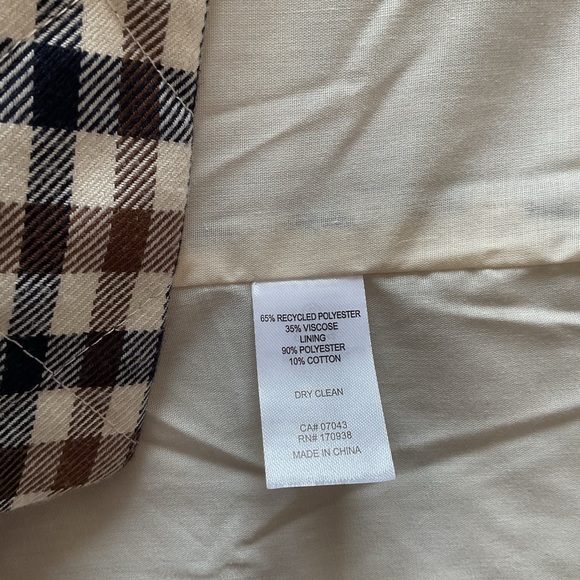 65% RECYCLED POLYESTER
35% VISCOSE
LINING
90% POLYESTER
10% COTTON
DRY CLEAN
CA# 07043
RN# 170938
MADE IN CHINA